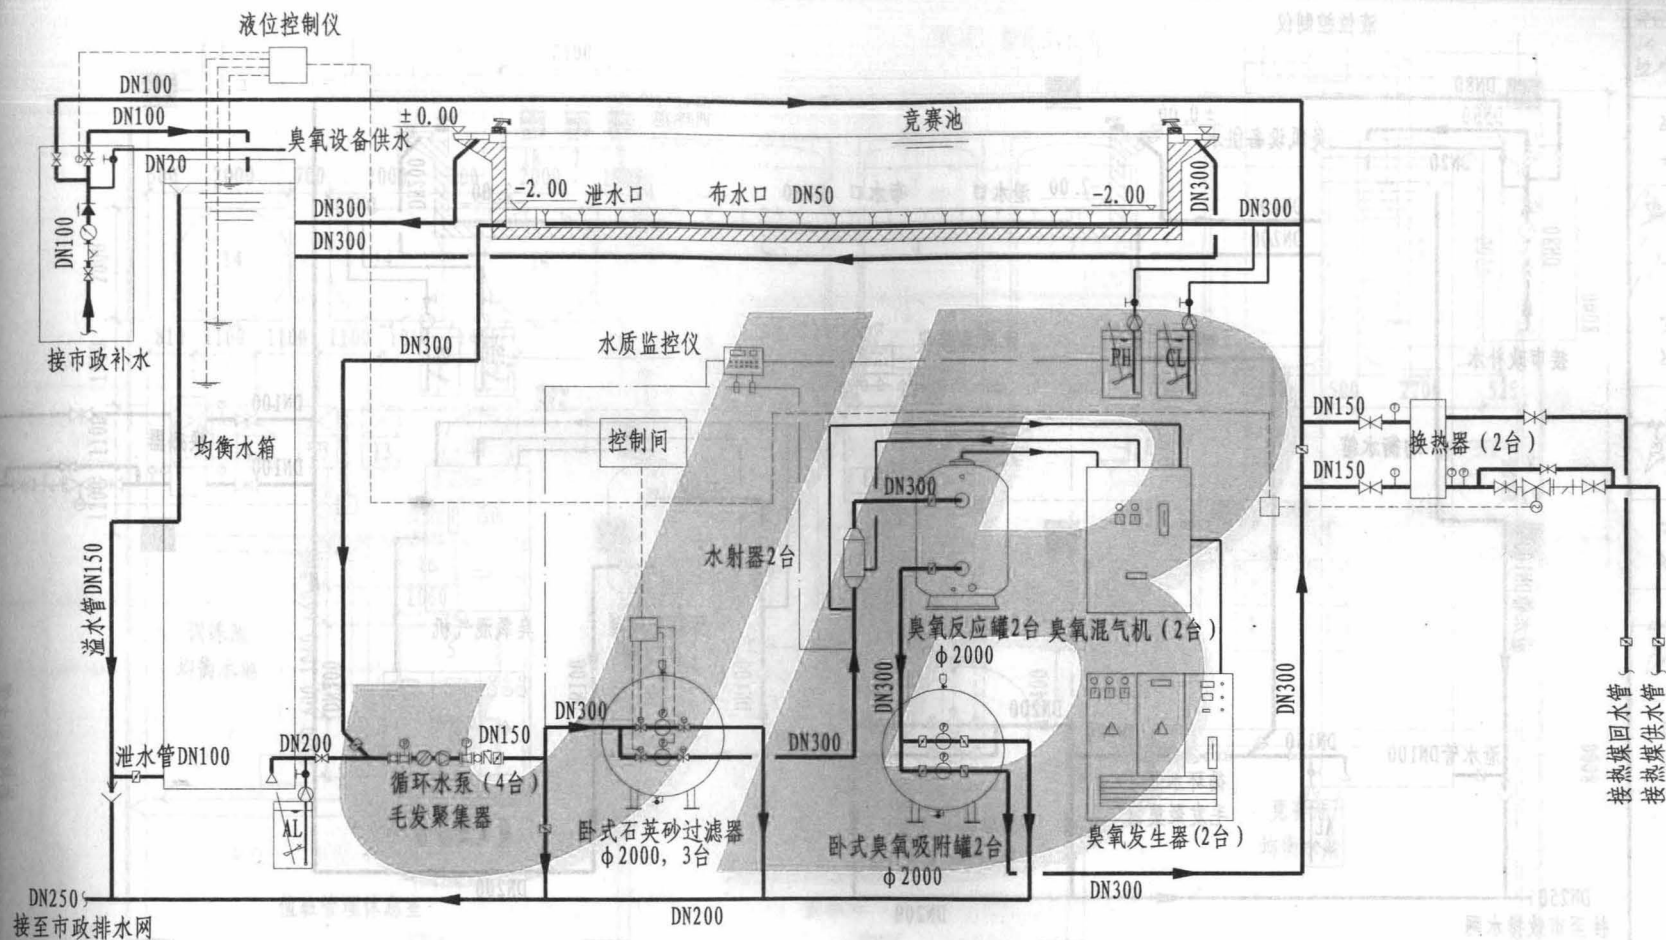 液位控制仪
DN100
DN100
±0.00
竞赛池
臭氧设备供水
DN20
-2.00
泄水口
布水口
DN50
-2.00
DN300
DN300
DN300
DN300
DN100
接市政补水
DN300
水质监控仪
PH
CL
均衡水箱
控制间
DN150
换热器(2台)
DN150
DN300
水射器2台
溢水管DN150
臭氧反应罐2台
φ2000
臭氧混气机(2台)
DN300
DN300
DN300
DN300
DN200
DN150
泄水管DN100
循环水泵(4台)
毛发聚集器
AL
卧式石英砂过滤器
φ2000, 3台
卧式臭氧吸附罐2台
φ2000
臭氧发生器(2台)
接热媒回水管
接热媒供水管
DN300
DN250
接至市政排水网
DN200